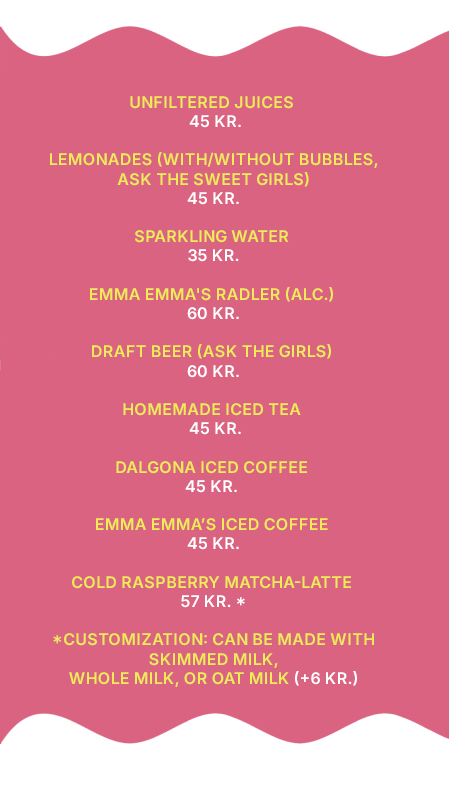 UNFILTERED JUICES
45 KR.
LEMONADES (WITH/WITHOUT BUBBLES,
ASK THE SWEET GIRLS)
45 KR.
SPARKLING WATER
35 KR.
EMMA EMMA'S RADLER (ALC.)
60 KR.
DRAFT BEER (ASK THE GIRLS)
60 KR.
HOMEMADE ICED TEA
45 KR.
DALGONA ICED COFFEE
45 KR.
EMMA EMMA’S ICED COFFEE
45 KR.
COLD RASPBERRY MATCHA-LATTE
57 KR. *
*CUSTOMIZATION: CAN BE MADE WITH
SKIMMED MILK,
WHOLE MILK, OR OAT MILK (+6 KR.)